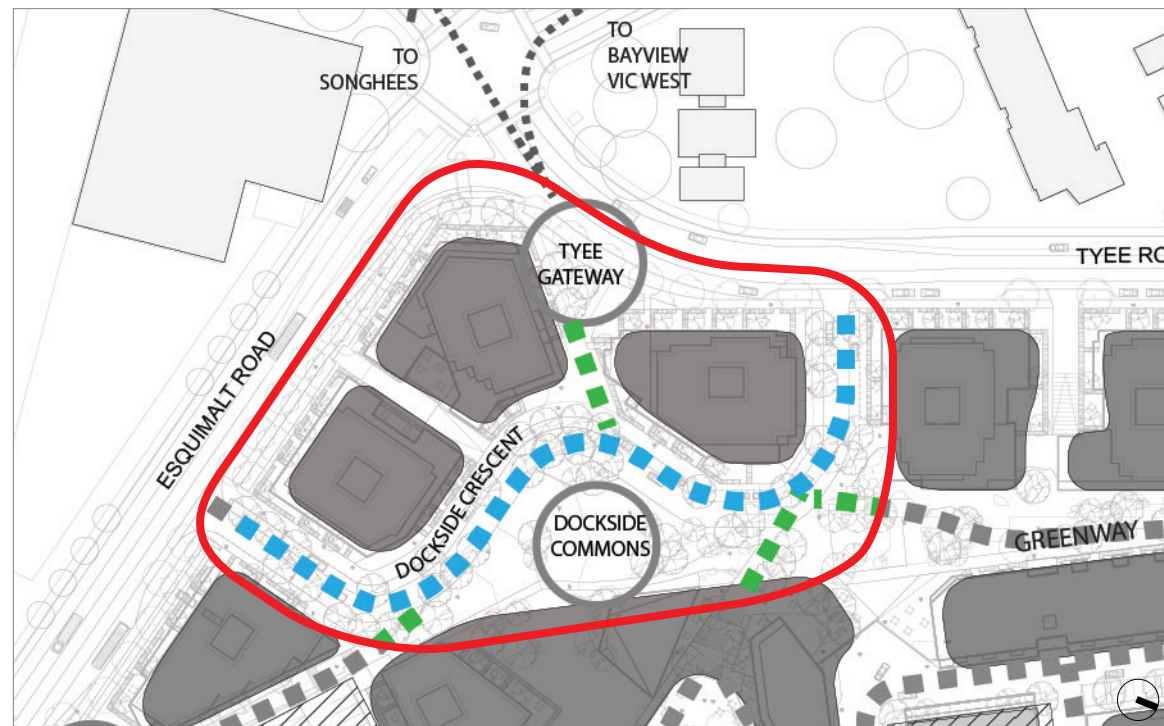 TO
SONGHEES
TO
BAYVIEW
VIC WEST
TYEE
GATEWAY
TYEE RO
ESQUIMALT ROAD
DOCKSIDE CRESCENT
DOCKSIDE
COMMONS
GREENWAY